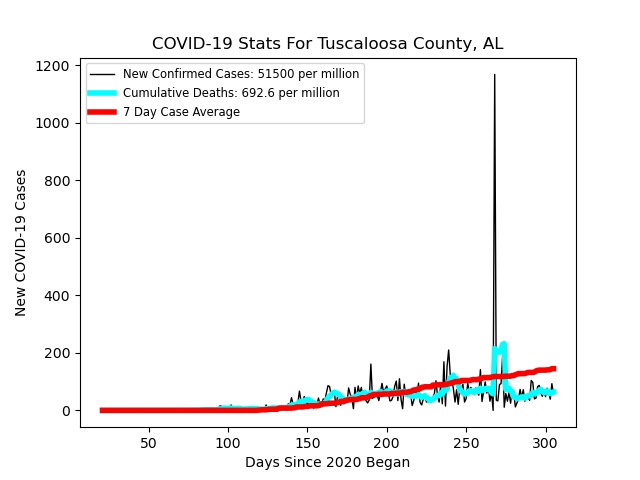 COVID-19 Stats For Tuscaloosa County, AL
New Confirmed Cases: 51500 per million
Cumulative Deaths: 692.6 per million
7 Day Case Average
1200
1000
800
600
400
200
0
New COVID-19 Cases
50 100 150 200 250 300
Days Since 2020 Began